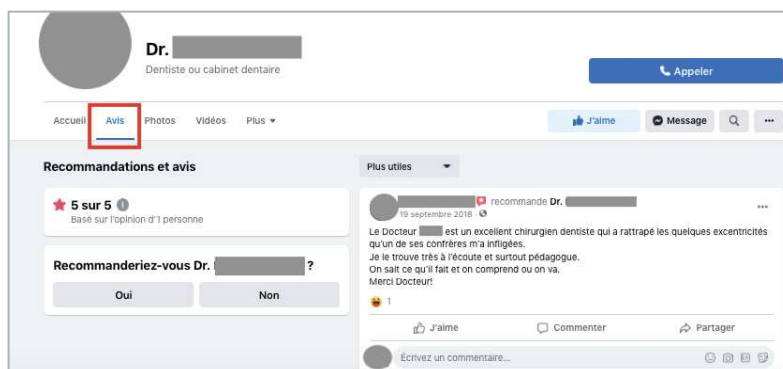 Dr.
Dentiste ou cabinet dentaire
Appeler
Accueil Avis Photos Vidéos Plus
J'aime Message
Recommandations et avis
Plus utiles
5 sur 5
Basé sur l'opinion d'1 personne
Recommanderiez-vous Dr. ?
Oui Non
recommande Dr.
19 septembre 2018
Le Docteur est un excellent chirurgien dentiste qui a rattrapé les quelques excentricités
qu'un de ses confrères m'a infligées.
Je le trouve très à l'écoute et surtout pédagogue.
On sait ce qu'il fait et on comprend ou on va.
Merci Docteur!
1
J'aime Commenter Partager
Écrivez un commentaire...